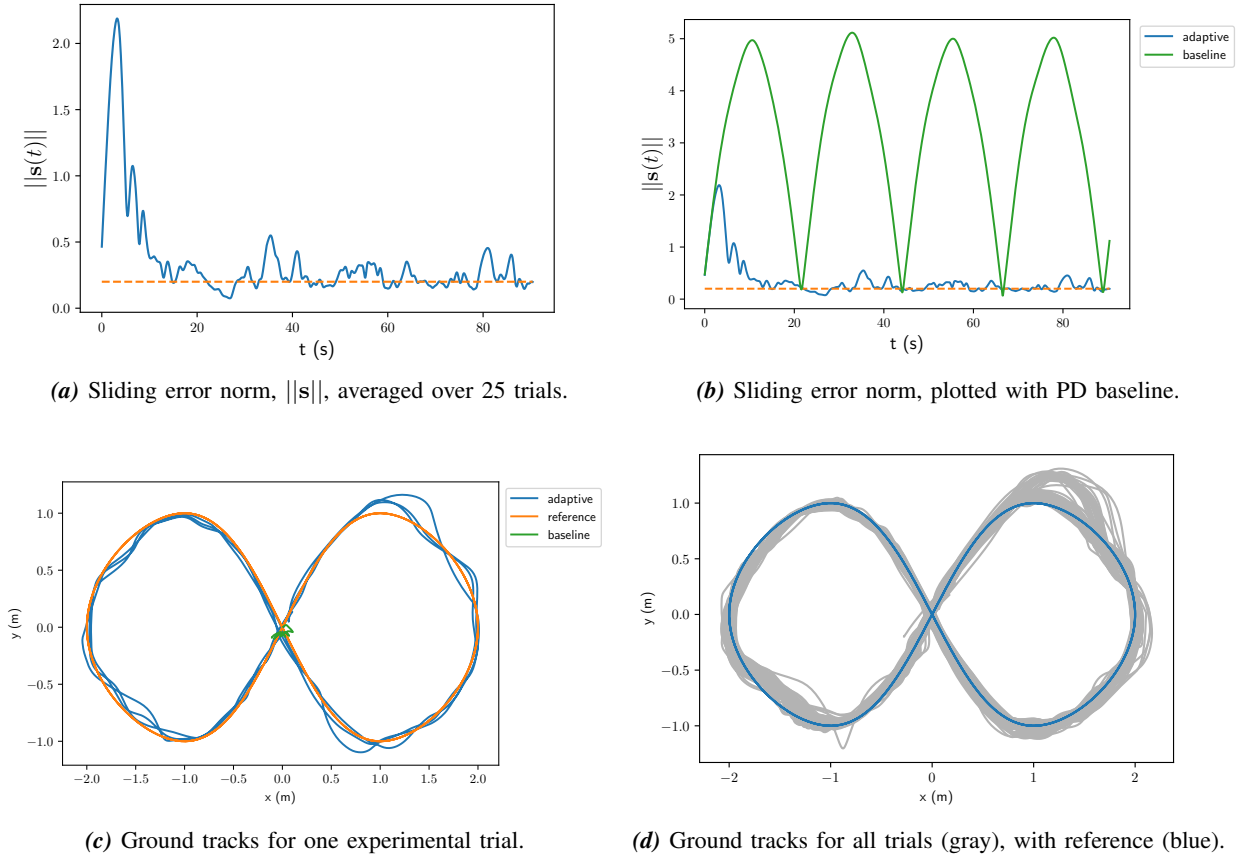 2.0
1.5
1.0
0.5
0.0
||s(t)||
0 20 40 60 80
t (s)
(a) Sliding error norm, ||s||, averaged over 25 trials.
5
4
3
2
1
0
||s(t)||
0 20 40 60 80
t (s)
adaptive
baseline
(b) Sliding error norm, plotted with PD baseline.
1.0
0.5
0.0
−0.5
−1.0
y (m)
−2.0 −1.5 −1.0 −0.5 0.0 0.5 1.0 1.5 2.0
x (m)
adaptive
reference
baseline
(c) Ground tracks for one experimental trial.
1.0
0.5
0.0
−0.5
−1.0
y (m)
−2 −1 0 1 2
x (m)
(d) Ground tracks for all trials (gray), with reference (blue).